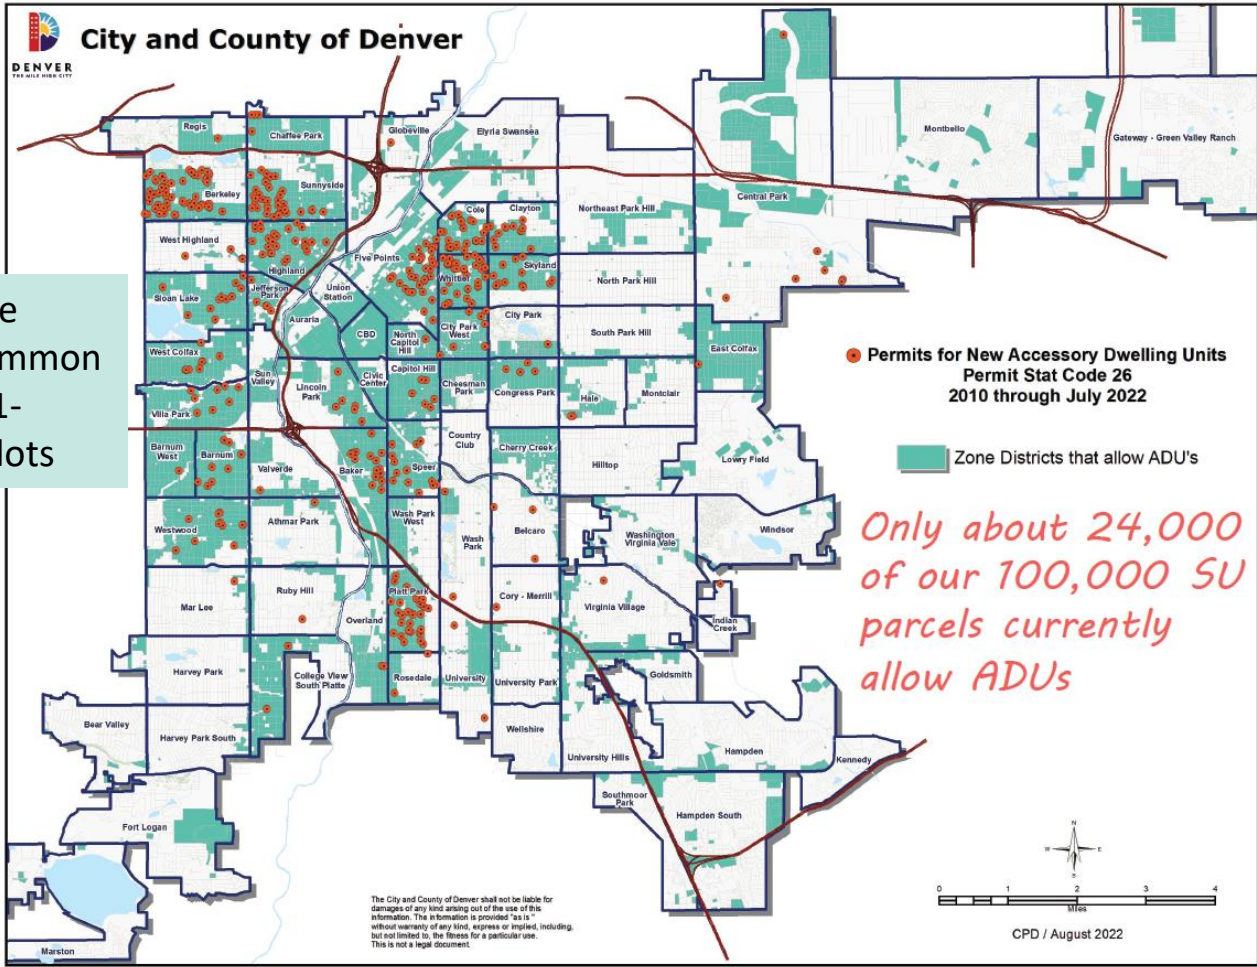 DENVER
THE MILE HIGH CITY
City and County of Denver
Regis
Chaffee Park
Globeville
Elyria Swansea
Montbello
Gateway - Green Valley Ranch
Berkeley
Sunnyside
Cole
Clayton
Northeast Park Hill
Central Park
West Highland
Highland
Five Points
Whittier
Skyland
North Park Hill
Sloan Lake
Jefferson
Park
Union
Station
Auraria
CBD
North
Capitol
Hill
City Park
West
City Park
South Park Hill
East Colfax
e
mmon
1-
lots
West Colfax
Sun
Valley
Lincoln
Park
Civic
Center
Capitol Hill
Cheesman
Park
Congress Park
Hale
Montclair
Villa Park
Barnum
West
Barnum
Valverde
Baker
Speer
Country
Club
Cherry Creek
Hilltop
Lowry Field
Permits for New Accessory Dwelling Units
Permit Stat Code 26
2010 through July 2022
Zone Districts that allow ADU's
Westwood
Athmar Park
Wash Park
West
Wash
Park
Belcaro
Washington
Virginia Vale
Windsor
Only about 24,000
of our 100,000 SU
parcels currently
allow ADUs
Mar Lee
Ruby Hill
Overland
Platt Park
Cory - Merrill
Virginia Village
Indian
Creek
Harvey Park
College View
South Platte
Rosedale
University
University Park
Goldsmith
Bear Valley
Harvey Park South
Wellshire
University Hills
Hampden
Kennedy
Fort Logan
Southmoor
Park
Hampden South
Marston
The City and County of Denver shall not be liable for
damages of any kind arising out of the use of this
information. The information is provided "as is"
without warranty of any kind, express or implied, including,
but not limited to, the fitness for a particular use.
This is not a legal document.
N
W
E
S
0 1 2 3 4
Miles
CPD / August 2022